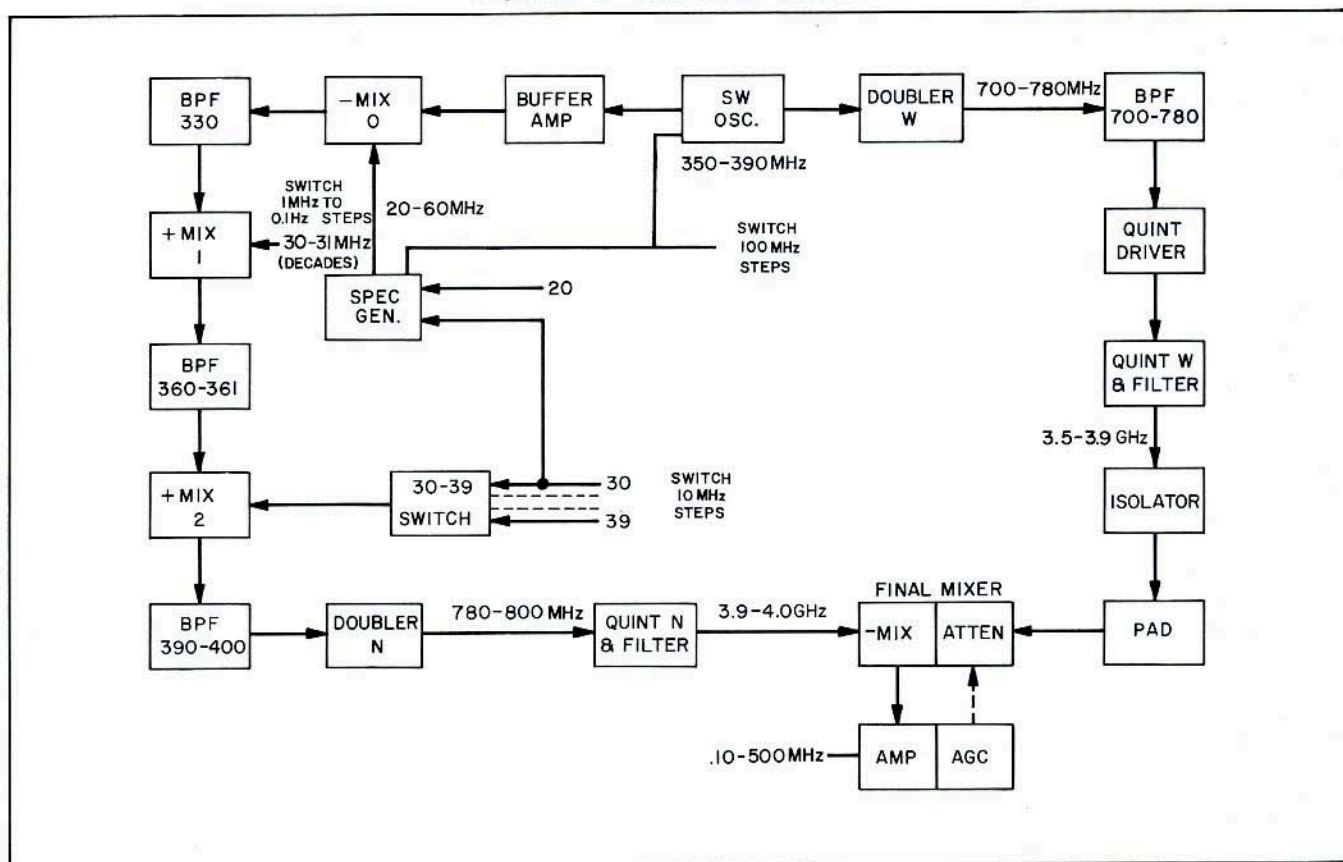 BPF
330
−MIX
0
BUFFER
AMP
SW
OSC.
DOUBLER
W
700-780MHz
BPF
700-780
350-390MHz
SWITCH
1MHz TO
0.1Hz STEPS
20-60MHz
+MIX
1
30-31MHz
(DECADES)
SWITCH
100MHz
STEPS
QUINT
DRIVER
SPEC
GEN.
20
BPF
360-361
QUINT W
& FILTER
3.5-3.9 GHz
+MIX
2
30-39
SWITCH
30
39
SWITCH
10MHz
STEPS
ISOLATOR
FINAL MIXER
BPF
390-400
DOUBLER
N
780-800 MHz
QUINT N
& FILTER
3.9-4.0GHz
−MIX
ATTEN
PAD
.10-500MHz
AMP
AGC